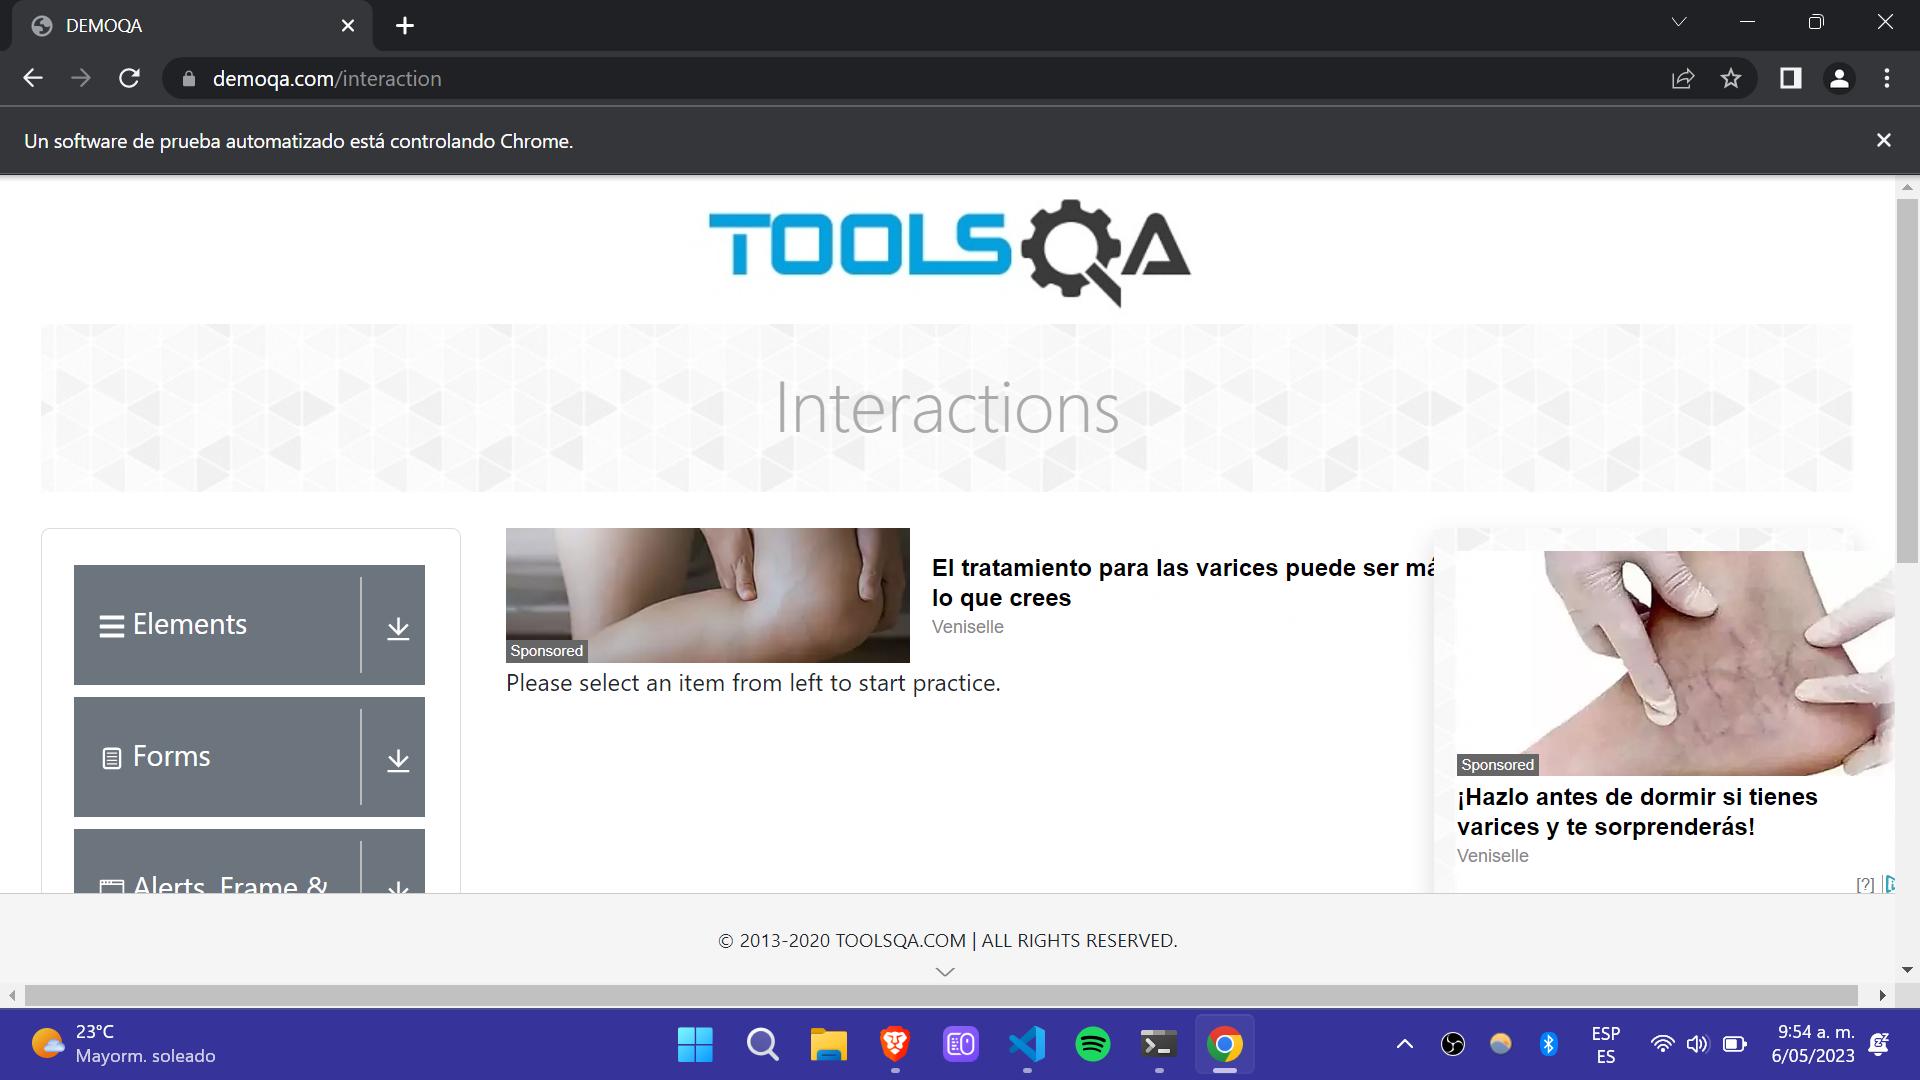 DEMOQA
demoqa.com/interaction
Un software de prueba automatizado está controlando Chrome.
TOOLSQA
Interactions
Elements
Forms
Alerts, Frame &
Sponsored
El tratamiento para las varices puede ser má
lo que crees
Veniselle
Please select an item from left to start practice.
Sponsored
¡Hazlo antes de dormir si tienes
varices y te sorprenderás!
Veniselle
[?]
© 2013-2020 TOOLSQA.COM | ALL RIGHTS RESERVED.
23°C
Mayorm. soleado
ESP
ES
9:54 a. m.
6/05/2023